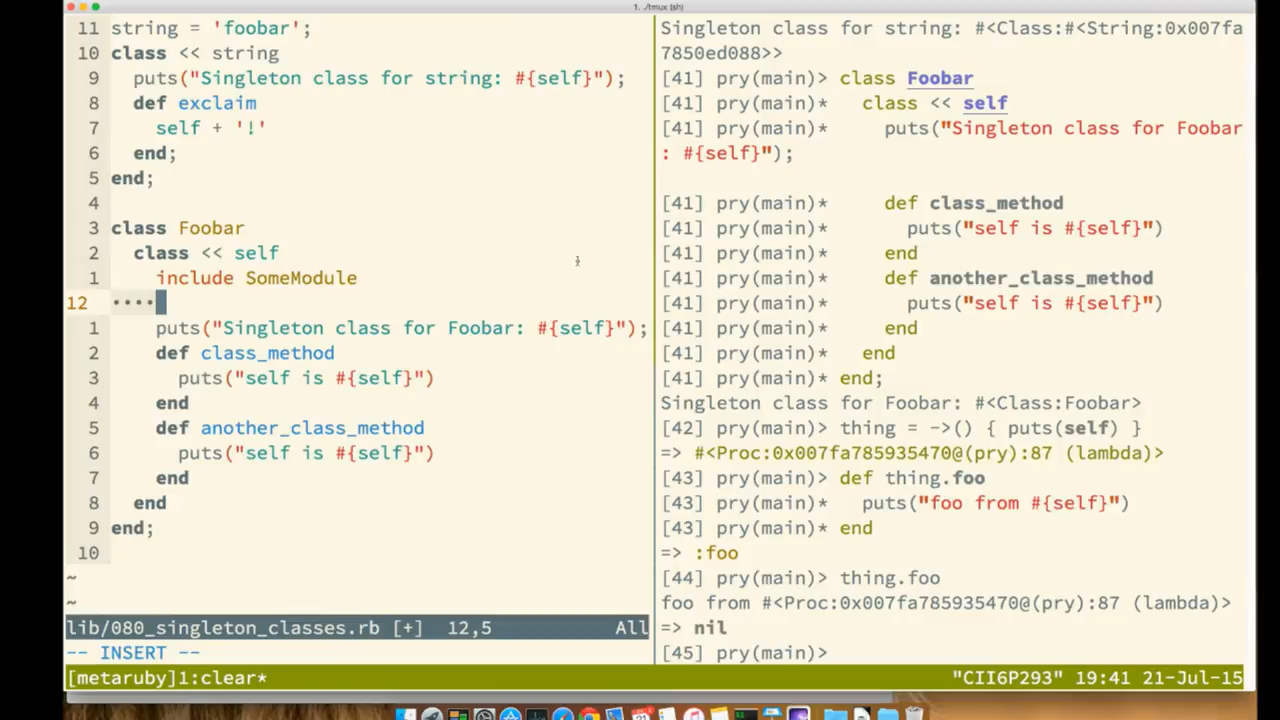 1. ./tmux (sh)
11 string = 'foobar';
10 class << string
9 puts("Singleton class for string: #{self}");
8 def exclaim
7 self + '!'
6 end;
5 end;
4
3 class Foobar
2 class << self
1 include SomeModule
12 ····
1 puts("Singleton class for Foobar: #{self}");
2 def class_method
3 puts("self is #{self}")
4 end
5 def another_class_method
6 puts("self is #{self}")
7 end
8 end
9 end;
10
~
~
lib/080_singleton_classes.rb [+] 12,5 All
-- INSERT --
Singleton class for string: #<Class:#<String:0x007fa
7850ed088>>
[41] pry(main)> class Foobar
[41] pry(main)* class << self
[41] pry(main)* puts("Singleton class for Foobar
: #{self}");
[41] pry(main)* def class_method
[41] pry(main)* puts("self is #{self}")
[41] pry(main)* end
[41] pry(main)* def another_class_method
[41] pry(main)* puts("self is #{self}")
[41] pry(main)* end
[41] pry(main)* end
[41] pry(main)* end;
Singleton class for Foobar: #<Class:Foobar>
[42] pry(main)> thing = ->() { puts(self) }
=> #<Proc:0x007fa785935470@(pry):87 (lambda)>
[43] pry(main)> def thing.foo
[43] pry(main)* puts("foo from #{self}")
[43] pry(main)* end
=> :foo
[44] pry(main)> thing.foo
foo from #<Proc:0x007fa785935470@(pry):87 (lambda)>
=> nil
[45] pry(main)>
[metaruby]1:clear* "CII6P293" 19:41 21-Jul-15